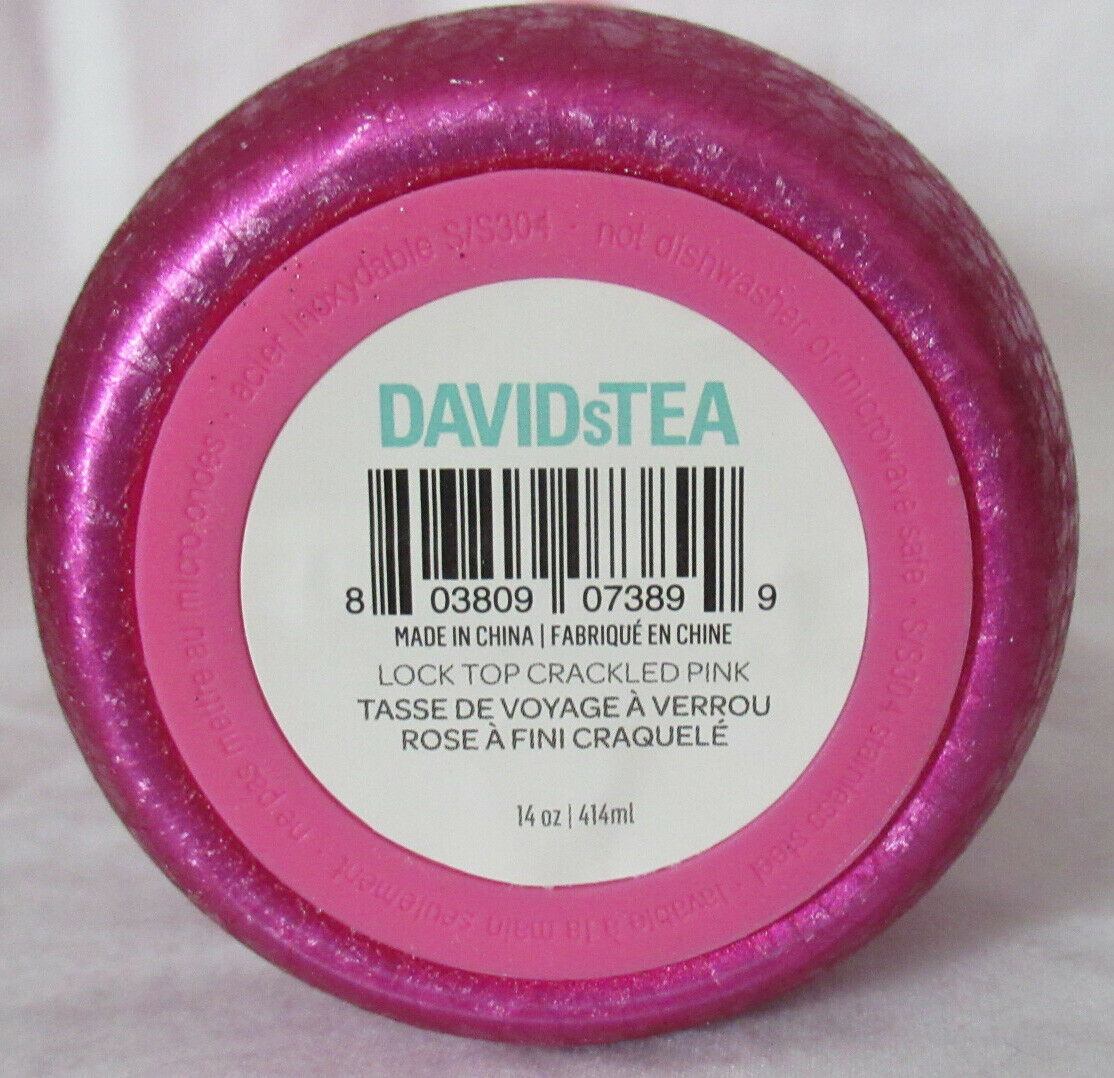 DAVIDsTEA
8 03809 07389 9
MADE IN CHINA | FABRIQUÉ EN CHINE
LOCK TOP CRACKLED PINK
TASSE DE VOYAGE À VERROU
ROSE À FINI CRAQUELÉ
14 oz | 414ml
not dishwasher or microwave safe · S/S304 stainless steel · lavable à la main seulement · ne pas mettre au micro-ondes · acier inoxydable S/S304 ·